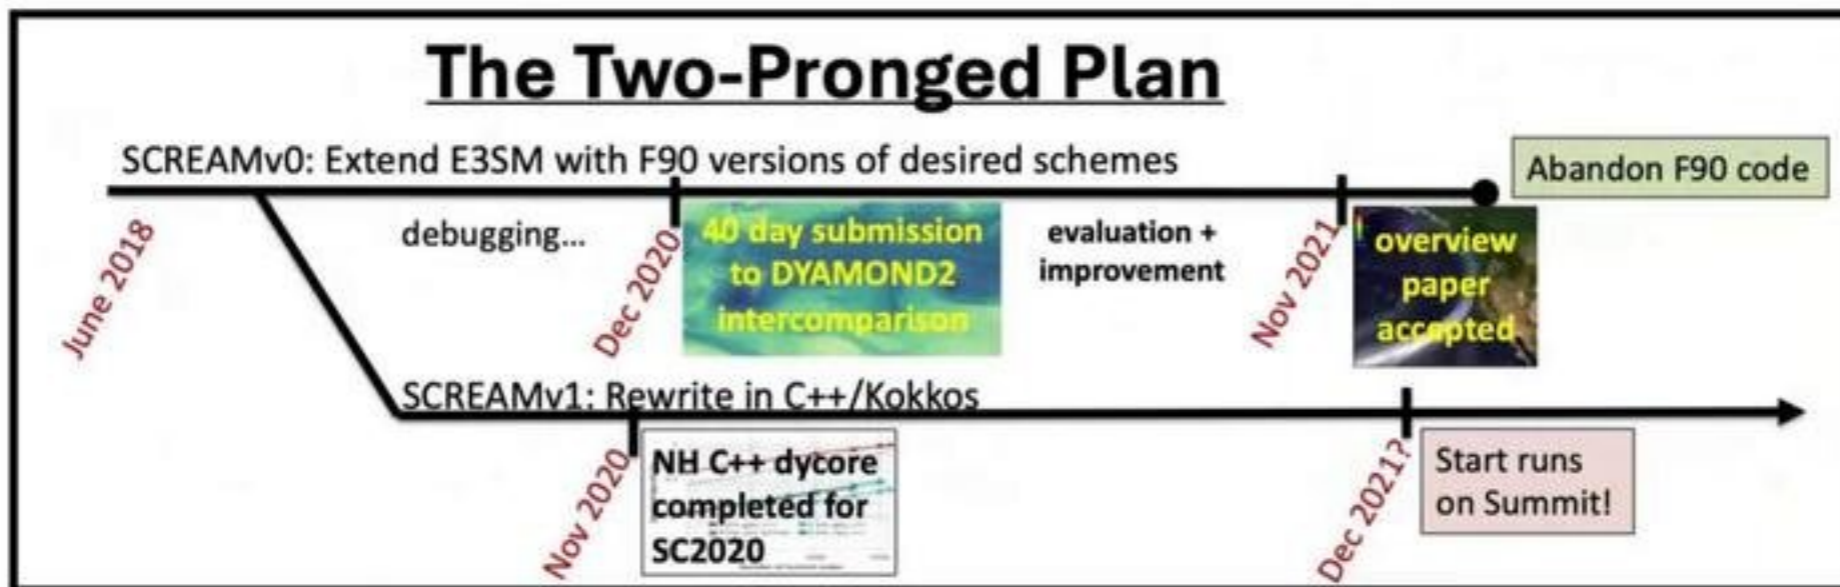 The Two-Pronged Plan
SCREAMv0: Extend E3SM with F90 versions of desired schemes
Abandon F90 code
June 2018
debugging...
Dec 2020
40 day submission
to DYAMOND2
intercomparison
evaluation +
improvement
Nov 2021
overview
paper
accepted
SCREAMv1: Rewrite in C++/Kokkos
Nov 2020
NH C++ dycore
completed for
SC2020
Dec 2021?
Start runs
on Summit!